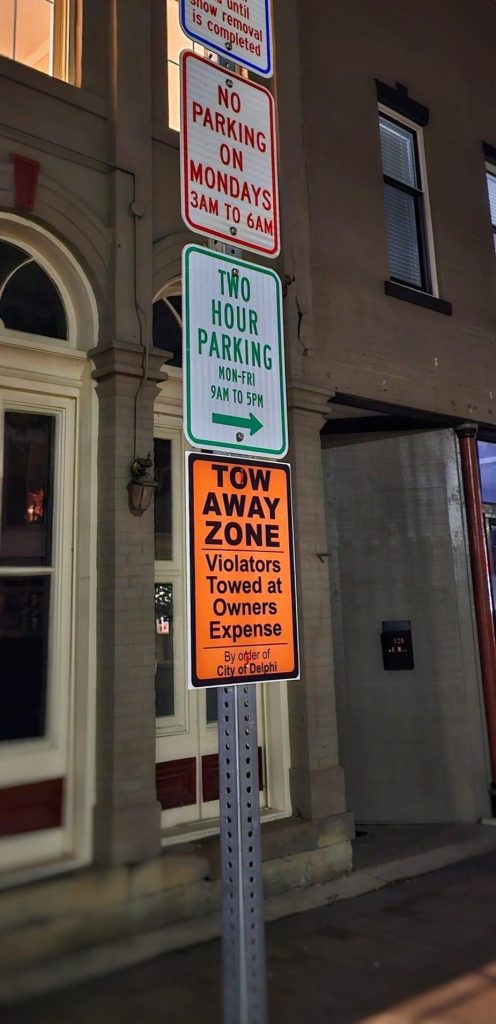 until
snow removal
is completed
NO
PARKING
ON
MONDAYS
3AM TO 6AM
TWO
HOUR
PARKING
MON-FRI
9AM TO 5PM
TOW
AWAY
ZONE
Violators
Towed at
Owners
Expense
By order of
City of Delphi